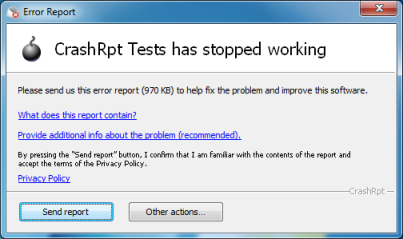 Error Report
CrashRpt Tests has stopped working
Please send us this error report (970 KB) to help fix the problem and improve this software.
What does this report contain?
Provide additional info about the problem (recommended).
By pressing the "Send report" button, I confirm that I am familiar with the contents of the report and
accept the terms of the Privacy Policy.
Privacy Policy
CrashRpt
Send report
Other actions...